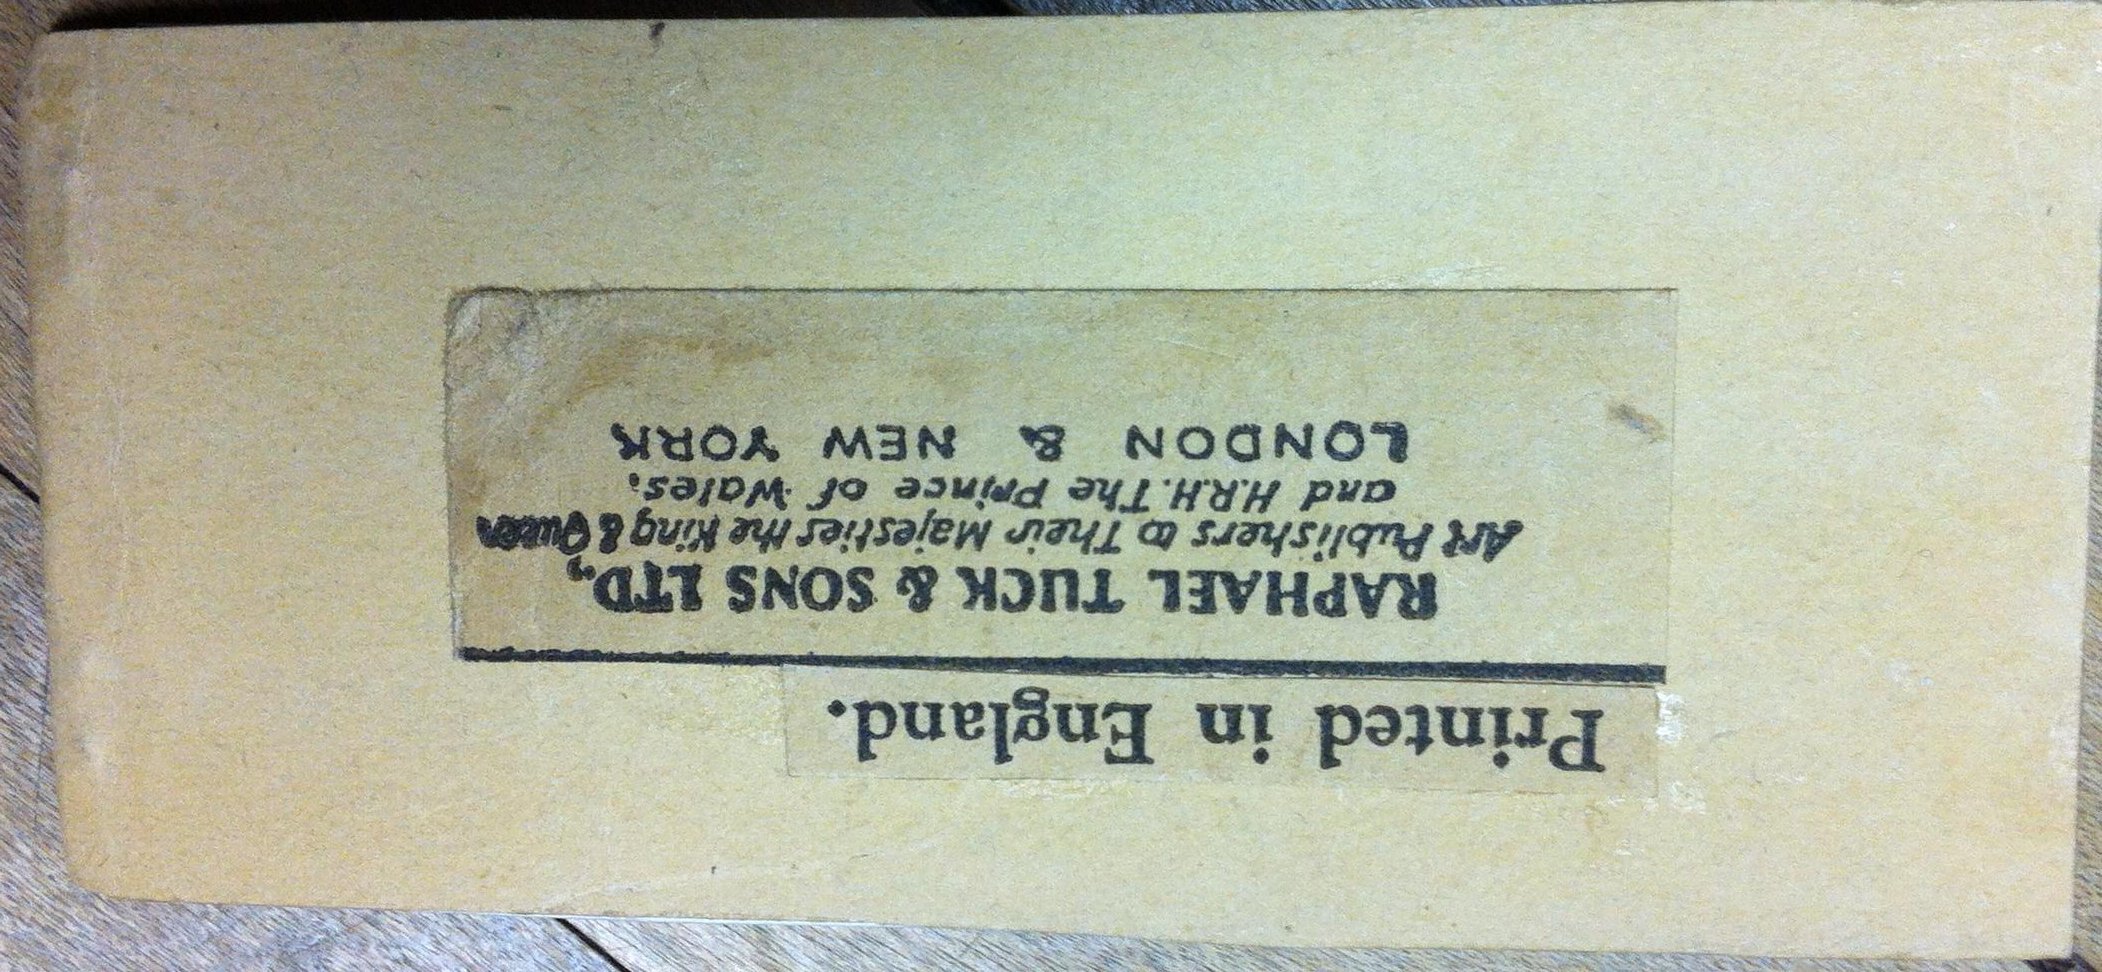 Printed in England.
RAPHAEL TUCK & SONS LTD.,
Art Publishers to Their Majesties the King & Queen
and H.R.H. The Prince of Wales.
LONDON & NEW YORK